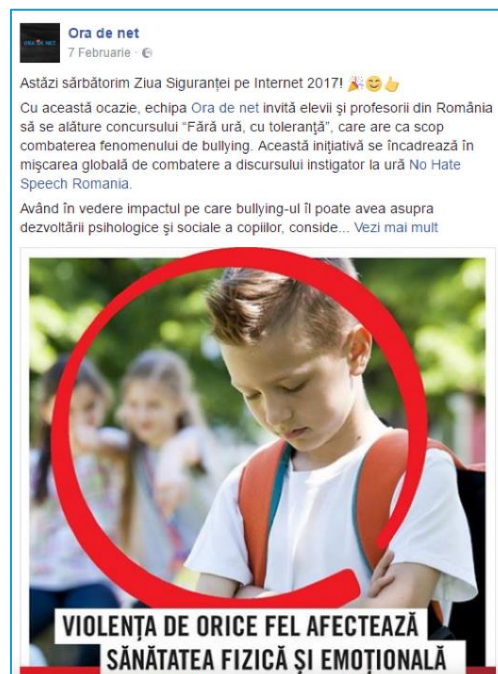 ORA DE NET
Ora de net
7 Februarie ·
Astăzi sărbătorim Ziua Siguranței pe Internet 2017! 🎉😊👍
Cu această ocazie, echipa Ora de net invită elevii și profesorii din România
să se alăture concursului “Fără ură, cu toleranță”, care are ca scop
combaterea fenomenului de bullying. Această inițiativă se încadrează în
mișcarea globală de combatere a discursului instigator la ură No Hate
Speech Romania.
Având în vedere impactul pe care bullying-ul îl poate avea asupra
dezvoltării psihologice și sociale a copiilor, conside... Vezi mai mult
VIOLENȚA DE ORICE FEL AFECTEAZĂ
SĂNĂTATEA FIZICĂ ȘI EMOȚIONALĂ